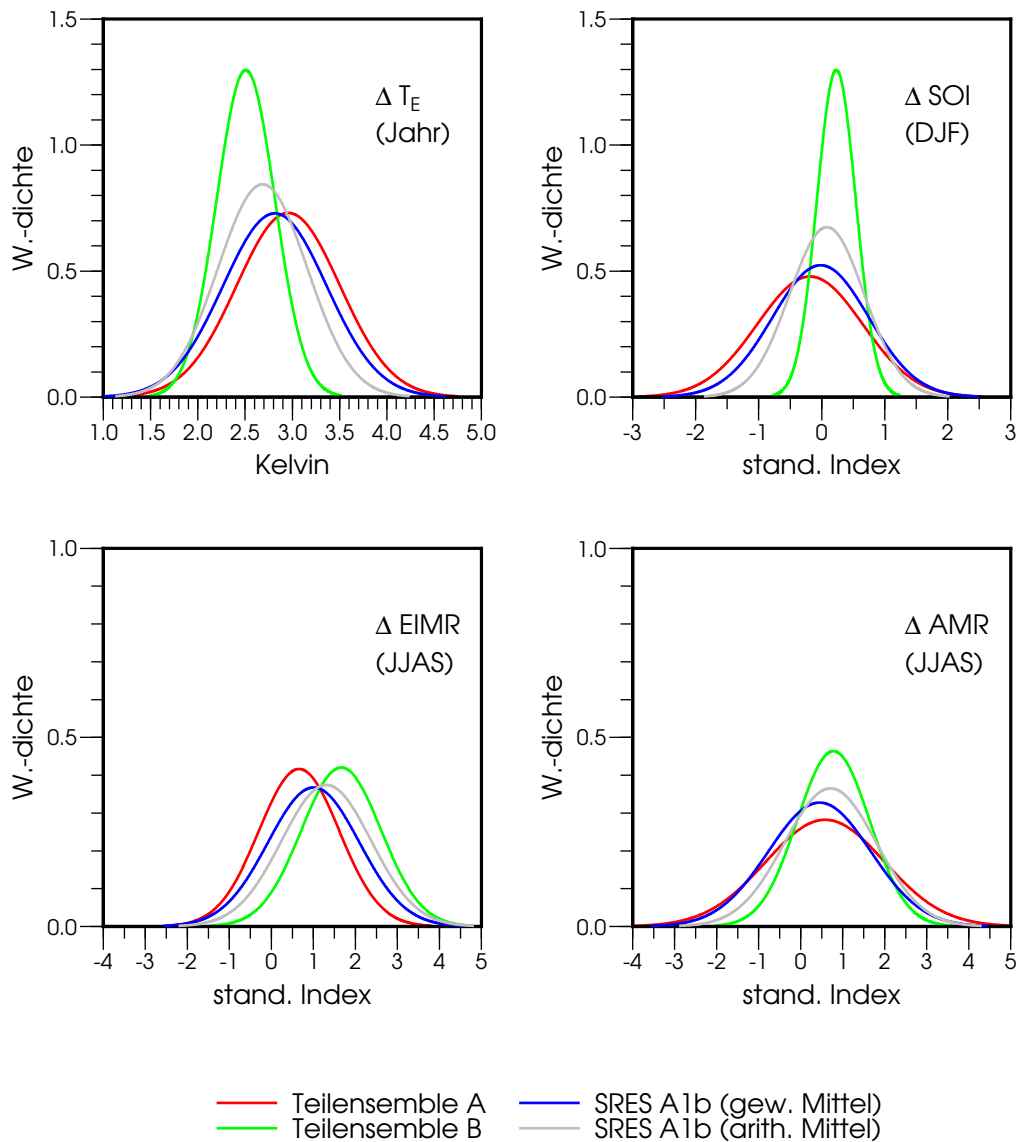 1.5
1.0
0.5
0.0
W.-dichte
Δ T_E
(Jahr)
1.0 1.5 2.0 2.5 3.0 3.5 4.0 4.5 5.0
Kelvin
1.5
1.0
0.5
0.0
W.-dichte
Δ SOI
(DJF)
-3 -2 -1 0 1 2 3
stand. Index
1.0
0.5
0.0
W.-dichte
Δ EIMR
(JJAS)
-4 -3 -2 -1 0 1 2 3 4 5
stand. Index
1.0
0.5
0.0
W.-dichte
Δ AMR
(JJAS)
-4 -3 -2 -1 0 1 2 3 4 5
stand. Index
Teilensemble A
Teilensemble B
SRES A1b (gew. Mittel)
SRES A1b (arith. Mittel)